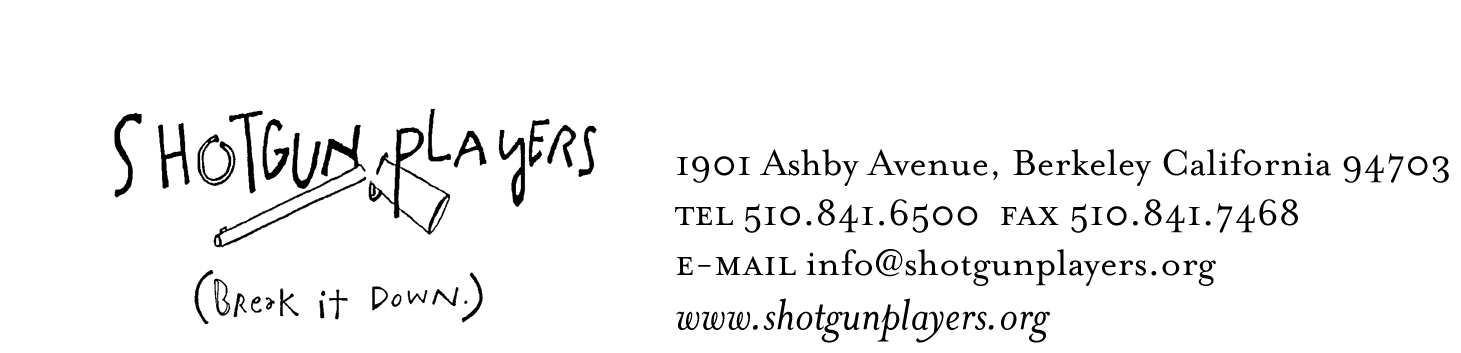 SHOTGUN PLAYERS
(BReaK it DOWN.)
1901 Ashby Avenue, Berkeley California 94703
TEL 510.841.6500 FAX 510.841.7468
E-MAIL info@shotgunplayers.org
www.shotgunplayers.org